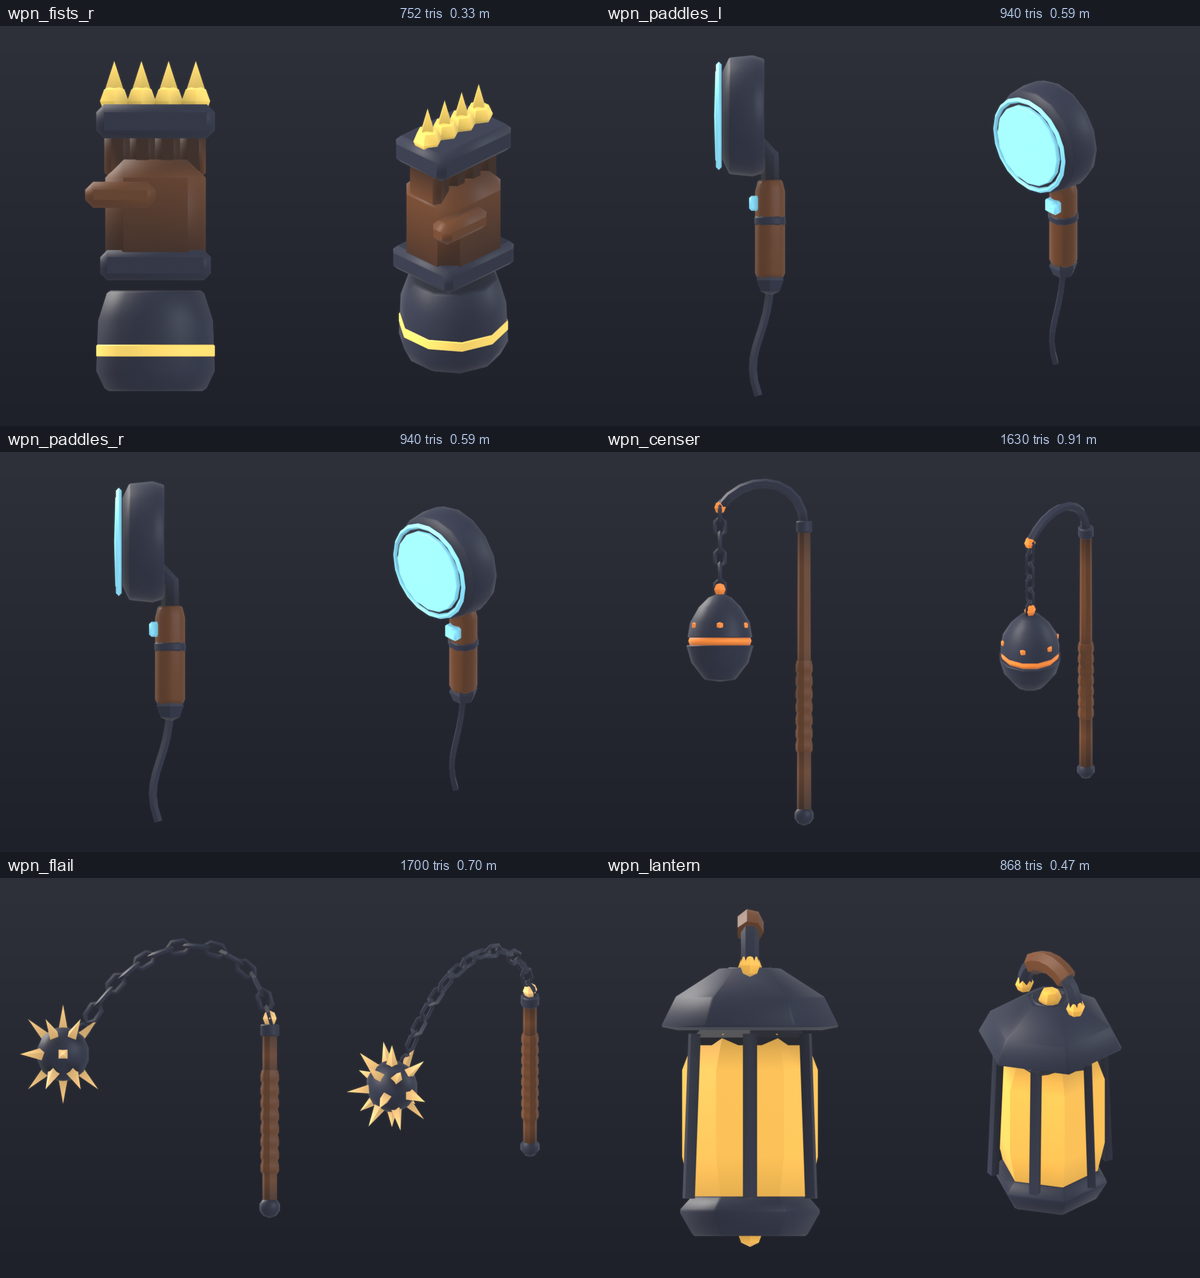 wpn_fists_r 752 tris 0.33 m wpn_paddles_l 940 tris 0.59 m
wpn_paddles_r 940 tris 0.59 m wpn_censer 1630 tris 0.91 m
wpn_flail 1700 tris 0.70 m wpn_lantern 868 tris 0.47 m